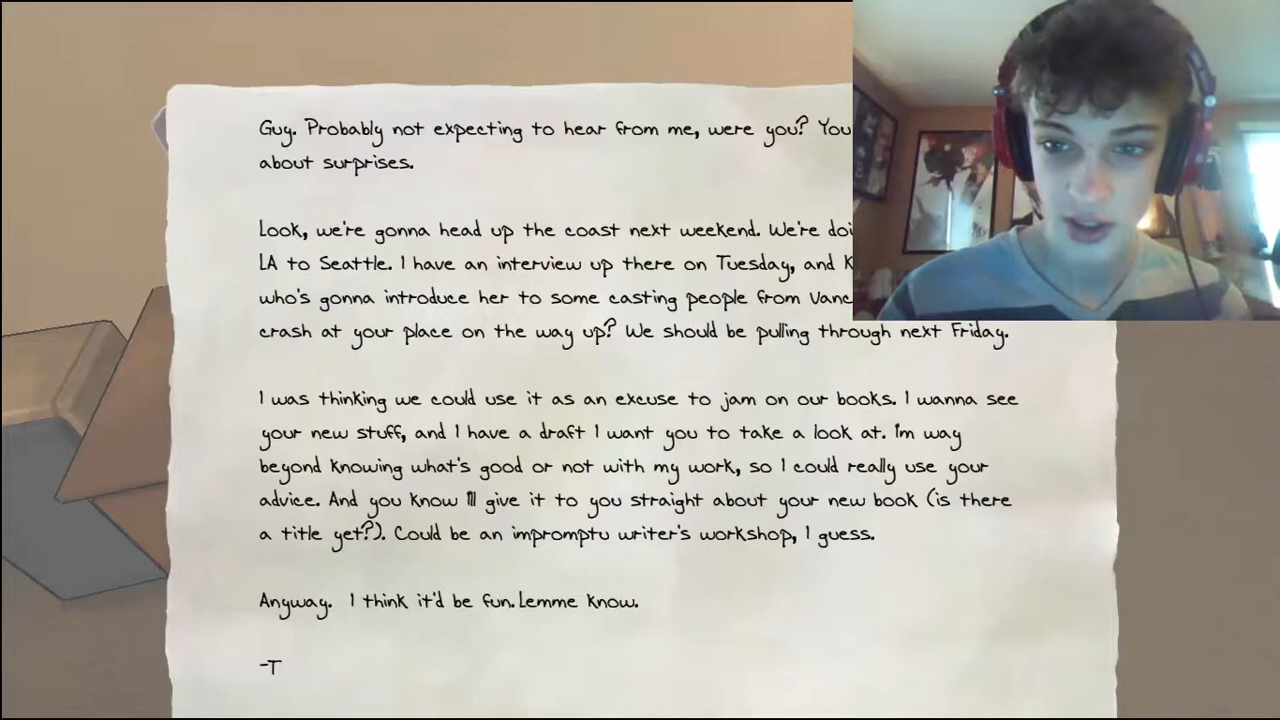 Guy. Probably not expecting to hear from me, were you? You
about surprises.
Look, we're gonna head up the coast next weekend. We're doi
LA to Seattle. I have an interview up there on Tuesday, and K
who's gonna introduce her to some casting people from Vanc
crash at your place on the way up? We should be pulling through next Friday.
I was thinking we could use it as an excuse to jam on our books. I wanna see
your new stuff, and I have a draft I want you to take a look at. I'm way
beyond knowing what's good or not with my work, so I could really use your
advice. And you know I'll give it to you straight about your new book (is there
a title yet?). Could be an impromptu writer's workshop, I guess.
Anyway. I think it'd be fun. Lemme know.
-T